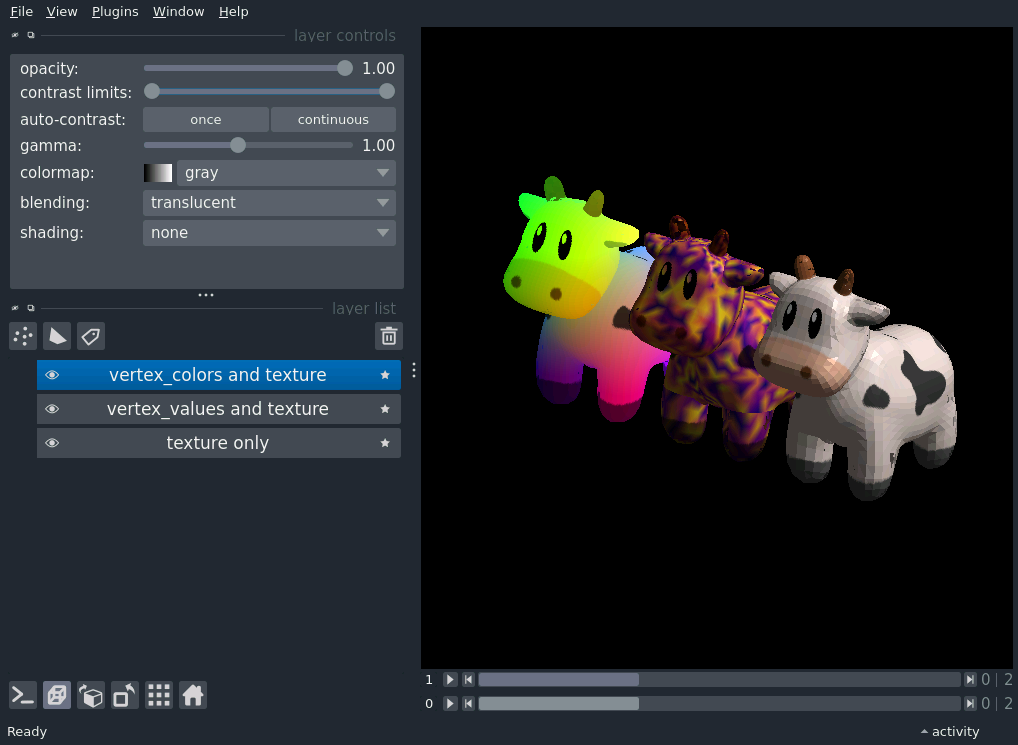 File View Plugins Window Help
layer controls
opacity: 1.00
contrast limits:
auto-contrast: once continuous
gamma: 1.00
colormap: gray
blending: translucent
shading: none
layer list
vertex_colors and texture
vertex_values and texture
texture only
1 0 | 2
0 0 | 2
Ready activity